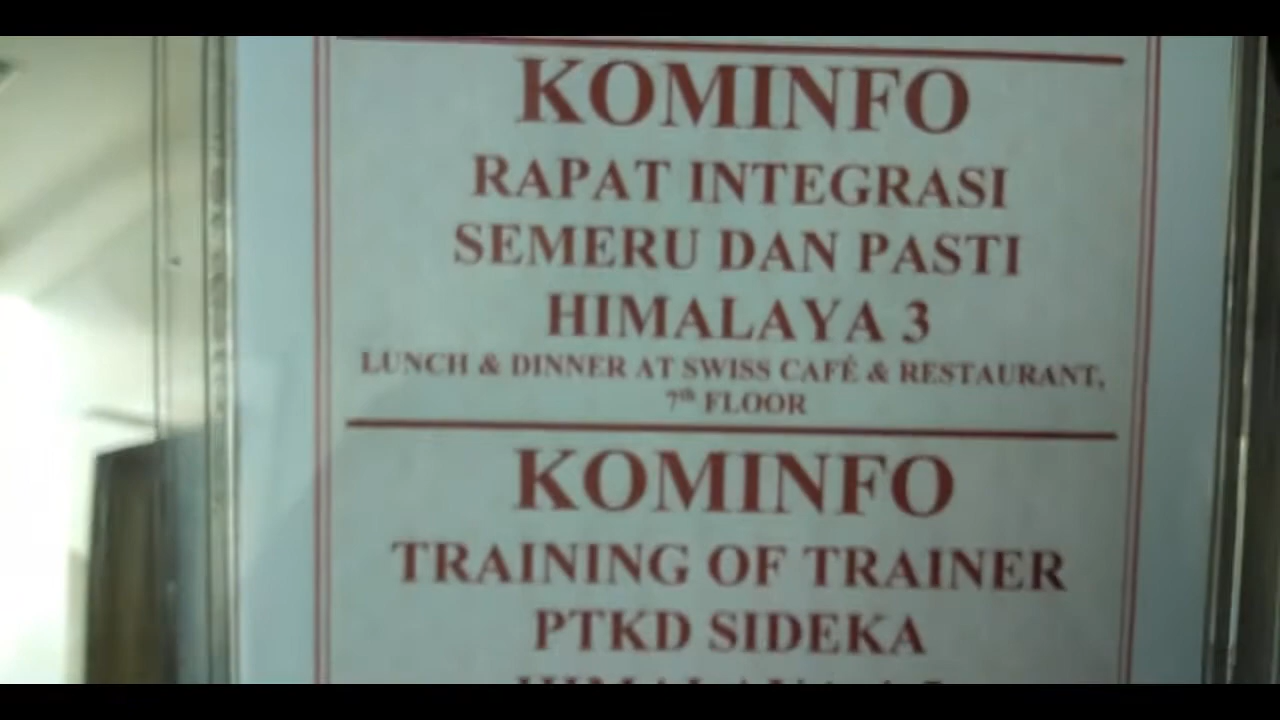 KOMINFO
RAPAT INTEGRASI
SEMERU DAN PASTI
HIMALAYA 3
LUNCH & DINNER AT SWISS CAFÉ & RESTAURANT,
7th FLOOR
KOMINFO
TRAINING OF TRAINER
PTKD SIDEKA